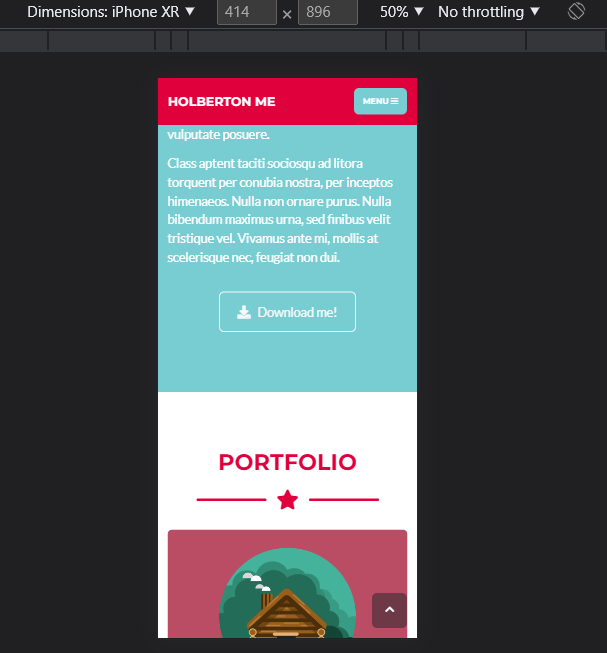 Dimensions: iPhone XR ▼ 414 × 896 50% ▼ No throttling ▼
HOLBERTON ME
MENU
vulputate posuere.
Class aptent taciti sociosqu ad litora
torquent per conubia nostra, per inceptos
himenaeos. Nulla non ornare purus. Nulla
bibendum maximus urna, sed finibus velit
tristique vel. Vivamus ante mi, mollis at
scelerisque nec, feugiat non dui.
Download me!
PORTFOLIO